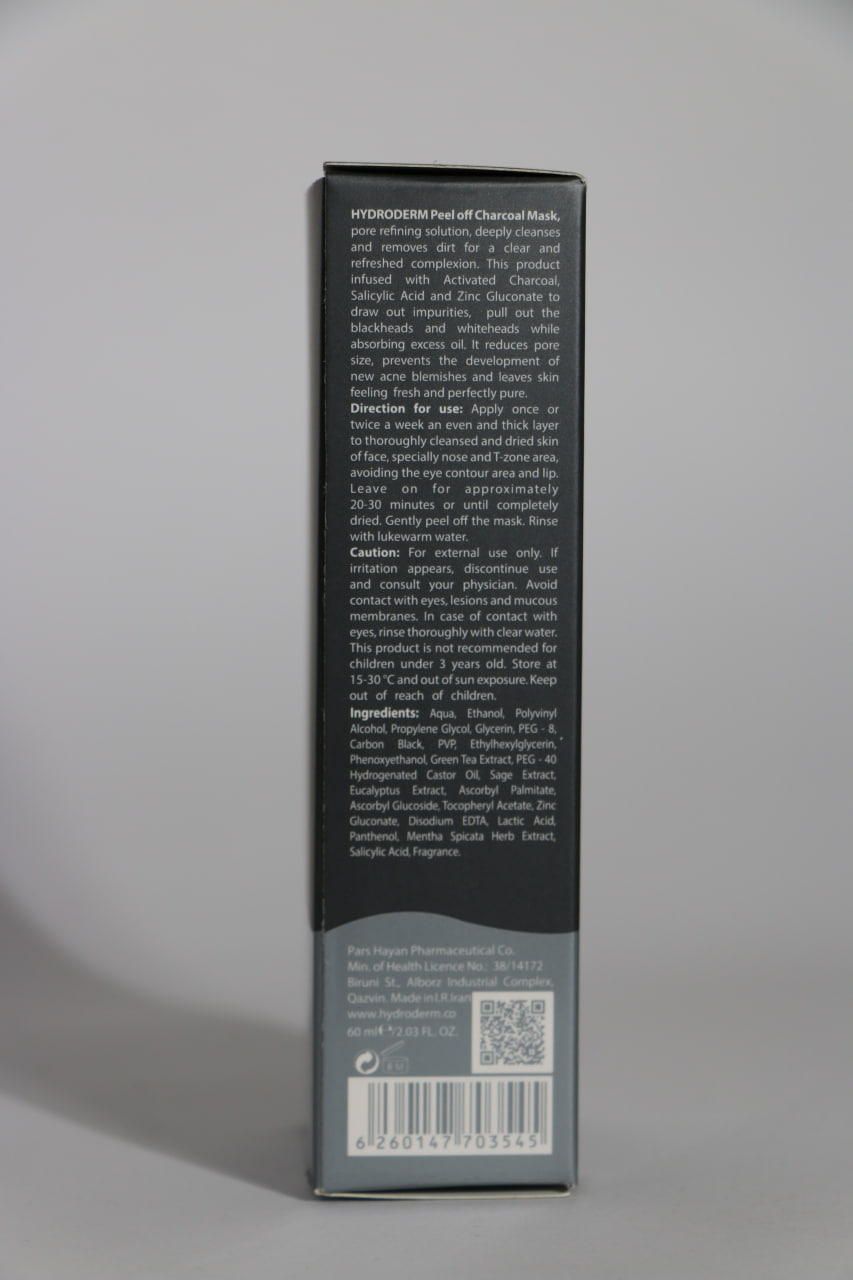 HYDRODERM Peel off Charcoal Mask,
pore refining solution, deeply cleanses
and removes dirt for a clear and
refreshed complexion. This product
infused with Activated Charcoal,
Salicylic Acid and Zinc Gluconate to
draw out impurities, pull out the
blackheads and whiteheads while
absorbing excess oil. It reduces pore
size, prevents the development of
new acne blemishes and leaves skin
feeling fresh and perfectly pure.
Direction for use: Apply once or
twice a week an even and thick layer
to thoroughly cleansed and dried skin
of face, specially nose and T-zone area,
avoiding the eye contour area and lip.
Leave on for approximately
20-30 minutes or until completely
dried. Gently peel off the mask. Rinse
with lukewarm water.
Caution: For external use only. If
irritation appears, discontinue use
and consult your physician. Avoid
contact with eyes, lesions and mucous
membranes. In case of contact with
eyes, rinse thoroughly with clear water.
This product is not recommended for
children under 3 years old. Store at
15-30 °C and out of sun exposure. Keep
out of reach of children.
Ingredients: Aqua, Ethanol, Polyvinyl
Alcohol, Propylene Glycol, Glycerin, PEG - 8,
Carbon Black, PVP, Ethylhexylglycerin,
Phenoxyethanol, Green Tea Extract, PEG - 40
Hydrogenated Castor Oil, Sage Extract,
Eucalyptus Extract, Ascorbyl Palmitate,
Ascorbyl Glucoside, Tocopheryl Acetate, Zinc
Gluconate, Disodium EDTA, Lactic Acid,
Panthenol, Mentha Spicata Herb Extract,
Salicylic Acid, Fragrance.
Pars Hayan Pharmaceutical Co.
Min. of Health Licence No.: 38/14172
Biruni St., Alborz Industrial Complex,
Qazvin. Made in I.R.Iran
www.hydroderm.co
60 ml℮ /2.03 FL. OZ.
6 260147 703545